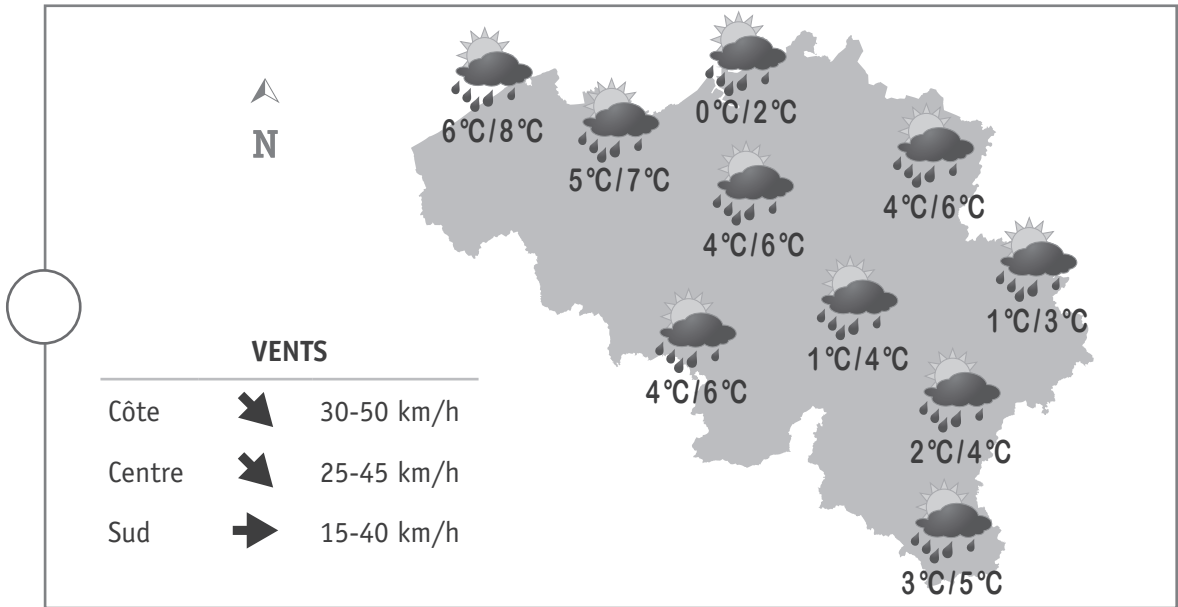 N
0°C/2°C
6°C/8°C
5°C/7°C
4°C/6°C
4°C/6°C
1°C/3°C
1°C/4°C
4°C/6°C
2°C/4°C
3°C/5°C
VENTS
Côte 30-50 km/h
Centre 25-45 km/h
Sud 15-40 km/h